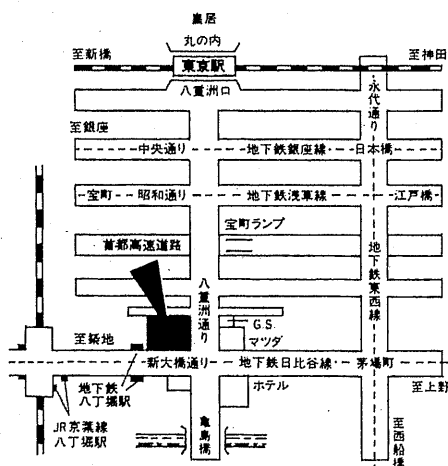 皇居
丸の内
至新橋
東京駅
至神田
八重洲口
永代通り
至銀座
中央通り
地下鉄銀座線
日本橋
宝町
昭和通り
地下鉄浅草線
江戸橋
宝町ランプ
首都高速道路
地下鉄東西線
八重洲通り
G.S.
至築地
マツダ
新大橋通り
地下鉄日比谷線
茅場町
地下鉄
八丁堀駅
ホテル
至上野
JR京葉線
八丁堀駅
亀島橋
至西船橋